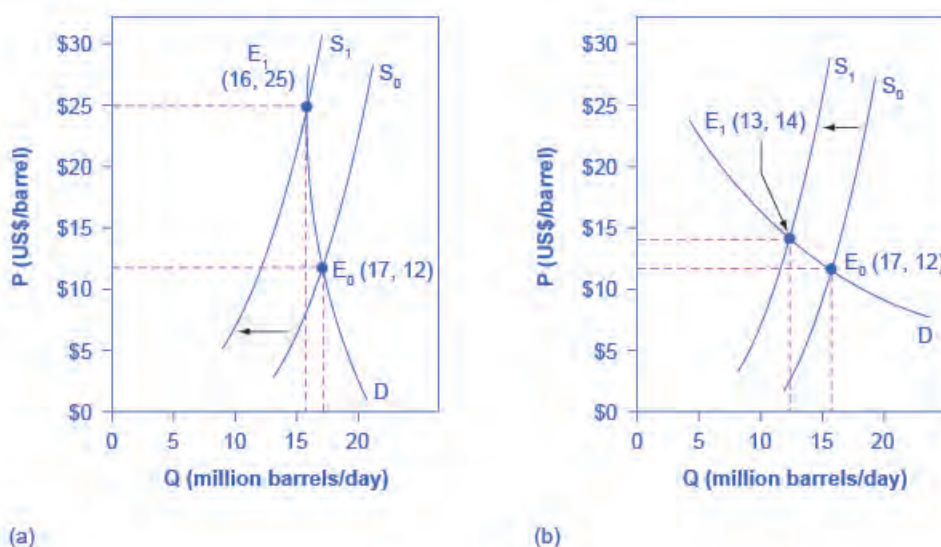 $30
$25
$20
$15
$10
$5
$0
P (US$/barrel)
E1
(16, 25)
S1
S0
E0 (17, 12)
D
0
5
10
15
20
Q (million barrels/day)
(a)
$30
$25
$20
$15
$10
$5
$0
P (US$/barrel)
S1
S0
E1 (13, 14)
E0 (17, 12)
D
0
5
10
15
20
Q (million barrels/day)
(b)